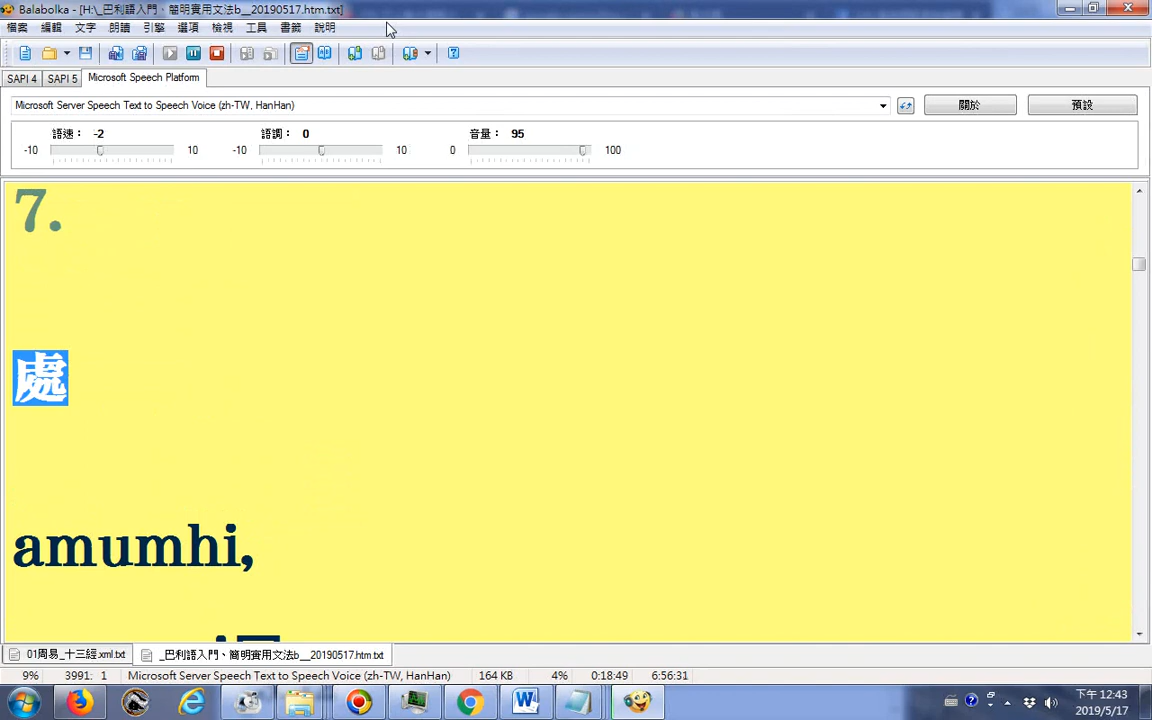 Balabolka - [H:\_巴利語入門、簡明實用文法b__20190517.htm.txt]
檔案 編輯 文字 朗讀 引擎 選項 檢視 工具 書籤 說明
SAPI 4 SAPI 5 Microsoft Speech Platform
Microsoft Server Speech Text to Speech Voice (zh-TW, HanHan) 關於 預設
語速： -2 語調： 0 音量： 95
-10 10 -10 10 0 100
7.
處
amumhi,
01周易_十三經.xml.txt _巴利語入門、簡明實用文法b__20190517.htm.txt
9% 3991: 1 Microsoft Server Speech Text to Speech Voice (zh-TW, HanHan) 164 KB 4% 0:18:49 6:56:31
下午 12:43
2019/5/17